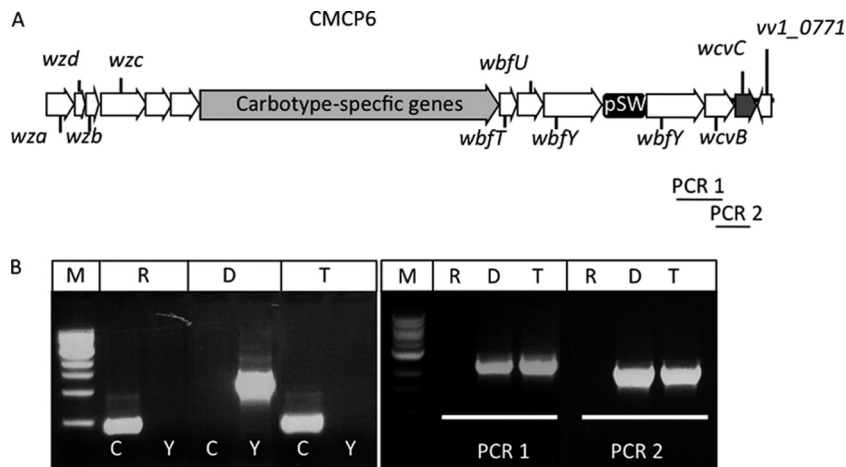 A
CMCP6
wzd
wzc
wbfU
wcvC
vv1_0771
Carbotype-specfic genes
pSW
wza
wzb
wbfT
wbfY
wbfY
wcvB
PCR 1
PCR 2
B
M R D T
M R D T R D T
C Y C Y C Y
PCR 1 PCR 2